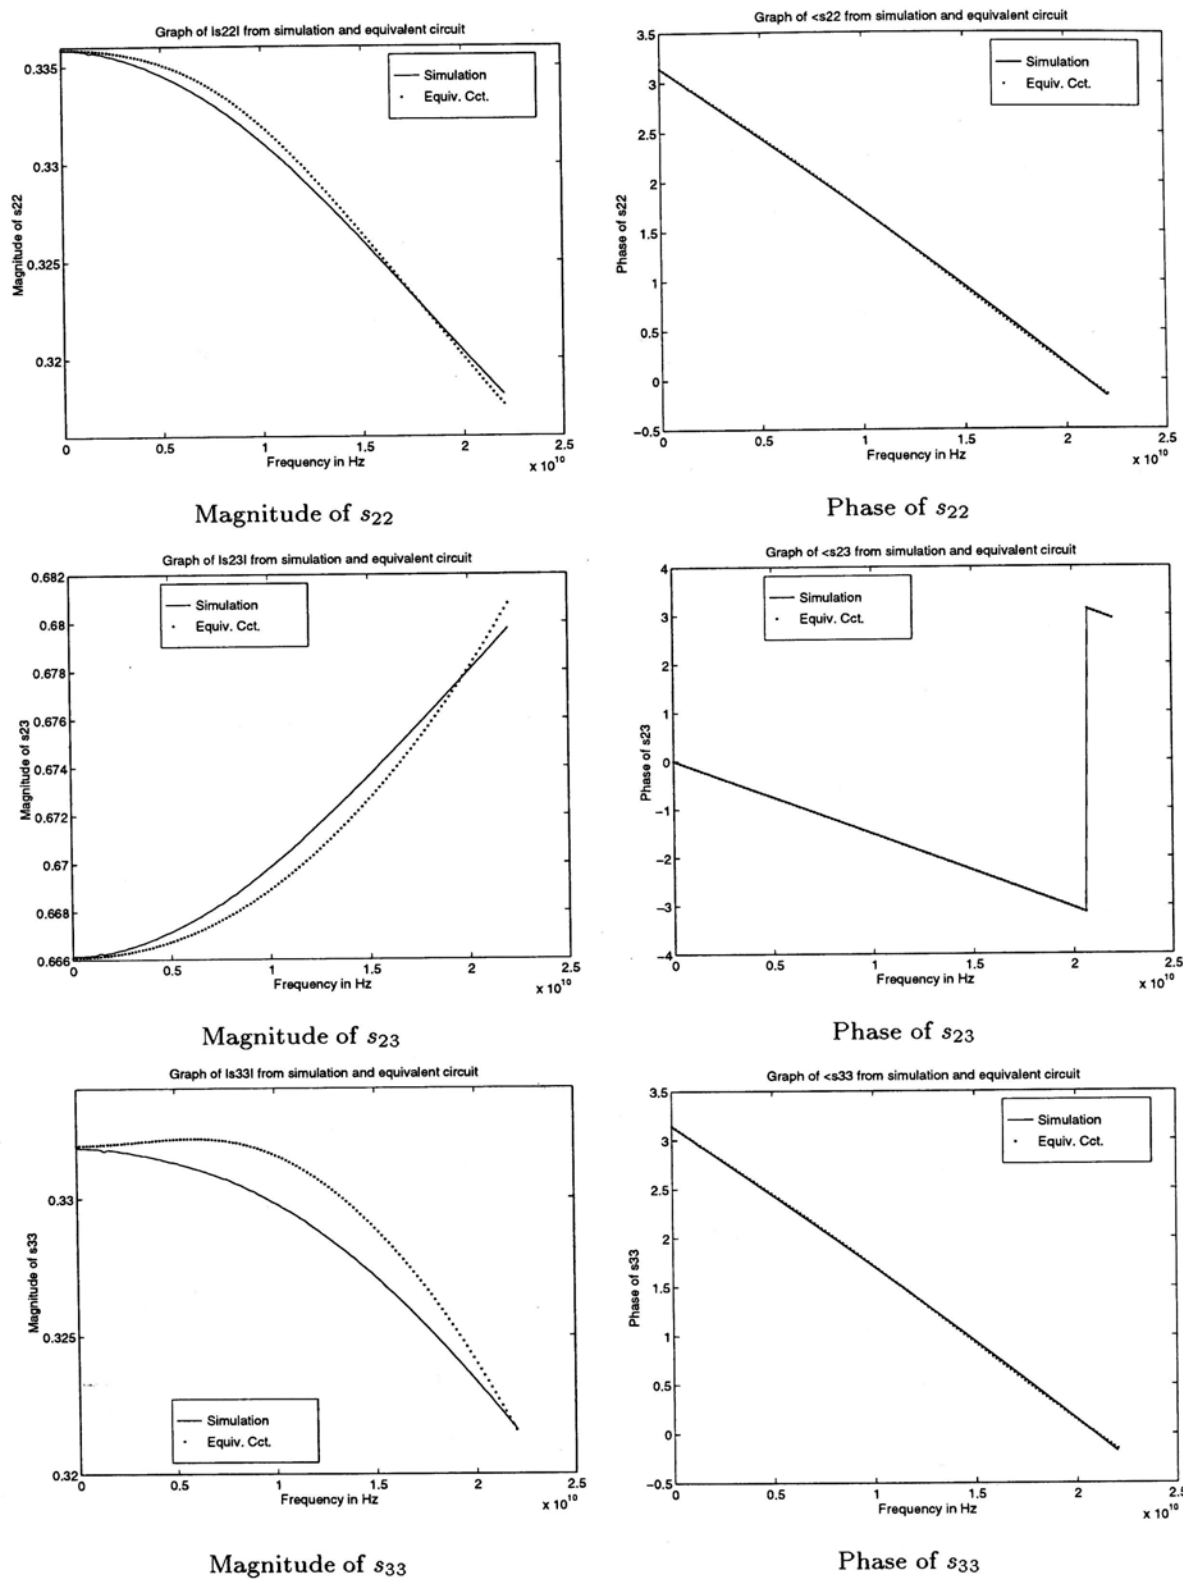 Graph of |s22| from simulation and equivalent circuit
Simulation
Equiv. Cct.
Magnitude of s22
0.335
0.33
0.325
0.32
0 0.5 1 1.5 2 2.5
Frequency in Hz
x 10^10
Magnitude of s22
Graph of <s22 from simulation and equivalent circuit
Simulation
Equiv. Cct.
Phase of s22
3.5
3
2.5
2
1.5
1
0.5
0
−0.5
0 0.5 1 1.5 2 2.5
Frequency in Hz
x 10^10
Phase of s22
Graph of |s23| from simulation and equivalent circuit
Simulation
Equiv. Cct.
Magnitude of s23
0.682
0.68
0.678
0.676
0.674
0.672
0.67
0.668
0.666
0 0.5 1 1.5 2 2.5
Frequency in Hz
x 10^10
Magnitude of s23
Graph of <s23 from simulation and equivalent circuit
Simulation
Equiv. Cct.
Phase of s23
4
3
2
1
0
−1
−2
−3
−4
0 0.5 1 1.5 2 2.5
Frequency in Hz
x 10^10
Phase of s23
Graph of |s33| from simulation and equivalent circuit
Simulation
Equiv. Cct.
Magnitude of s33
0.33
0.325
0.32
0.5 1 1.5 2 2.5
Frequency in Hz
x 10^10
Magnitude of s33
Graph of <s33 from simulation and equivalent circuit
Simulation
Equiv. Cct.
Phase of s33
3.5
3
2.5
2
1.5
1
0.5
0
−0.5
0 0.5 1 1.5 2 2.5
Frequency in Hz
x 10^10
Phase of s33